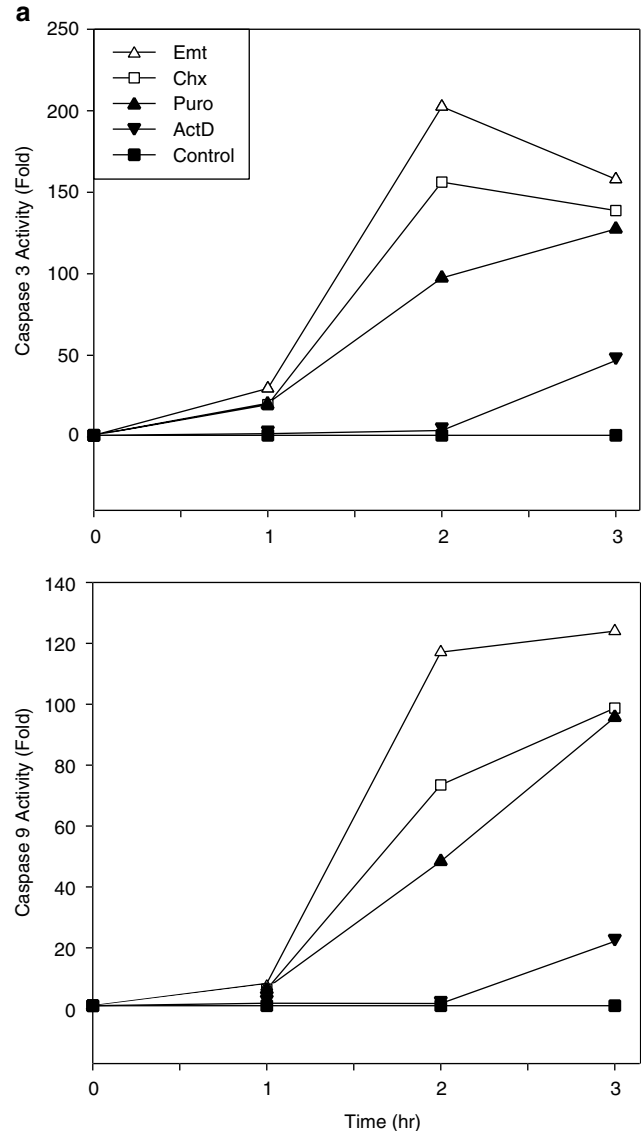 a
250
200
150
100
50
0
Caspase 3 Activity (Fold)
Emt
Chx
Puro
ActD
Control
0 1 2 3
140
120
100
80
60
40
20
0
Caspase 9 Activity (Fold)
0 1 2 3
Time (hr)